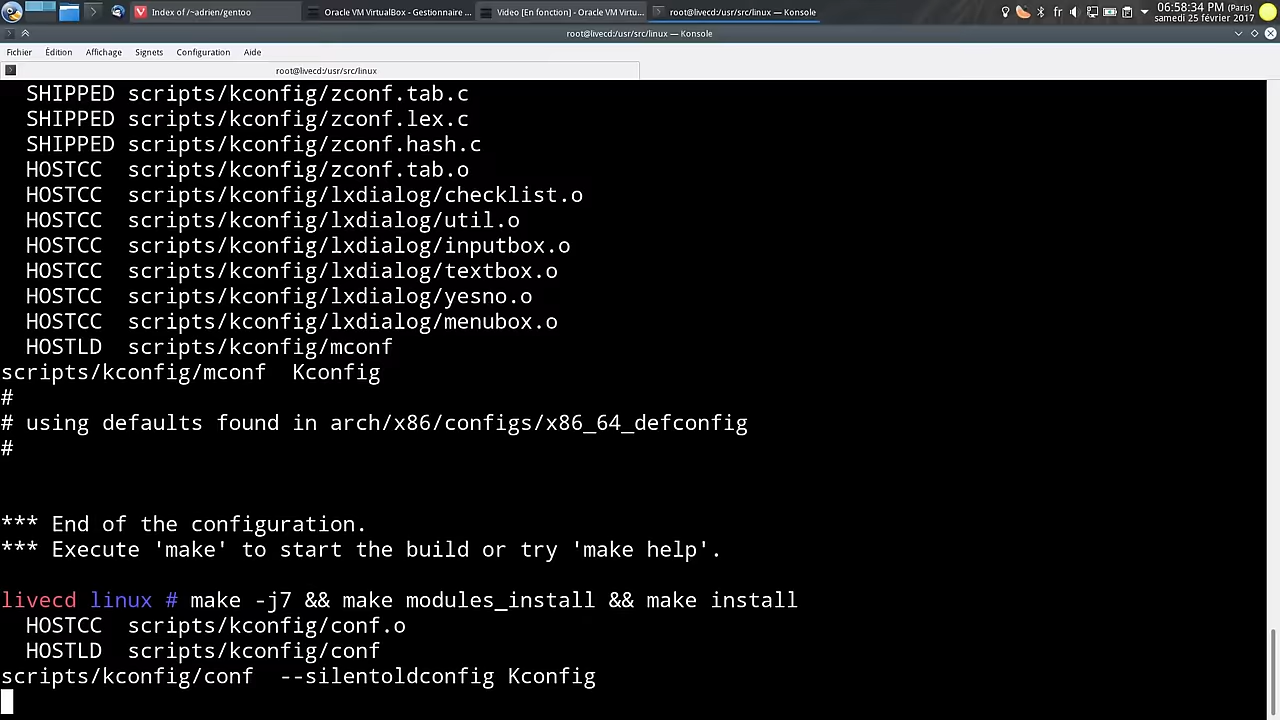 Index of /~adrien/gentoo
Oracle VM VirtualBox - Gestionnaire ...
Video [En fonction] - Oracle VM Virtu...
root@livecd:/usr/src/linux — Konsole
fr
06:58:34 PM (Paris)
samedi 25 février 2017
root@livecd:/usr/src/linux — Konsole
Fichier Édition Affichage Signets Configuration Aide
root@livecd:/usr/src/linux
SHIPPED scripts/kconfig/zconf.tab.c
SHIPPED scripts/kconfig/zconf.lex.c
SHIPPED scripts/kconfig/zconf.hash.c
HOSTCC  scripts/kconfig/zconf.tab.o
HOSTCC  scripts/kconfig/lxdialog/checklist.o
HOSTCC  scripts/kconfig/lxdialog/util.o
HOSTCC  scripts/kconfig/lxdialog/inputbox.o
HOSTCC  scripts/kconfig/lxdialog/textbox.o
HOSTCC  scripts/kconfig/lxdialog/yesno.o
HOSTCC  scripts/kconfig/lxdialog/menubox.o
HOSTLD  scripts/kconfig/mconf
scripts/kconfig/mconf  Kconfig
#
# using defaults found in arch/x86/configs/x86_64_defconfig
#
*** End of the configuration.
*** Execute 'make' to start the build or try 'make help'.
livecd linux # make -j7 && make modules_install && make install
HOSTCC  scripts/kconfig/conf.o
HOSTLD  scripts/kconfig/conf
scripts/kconfig/conf  --silentoldconfig Kconfig